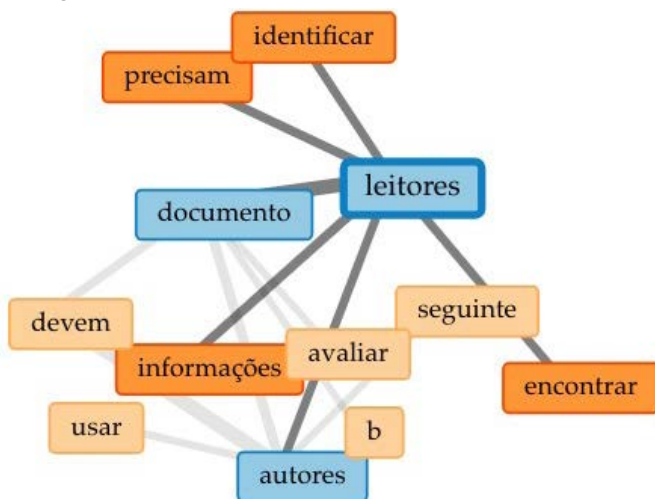 identificar
precisam
leitores
documento
seguinte
devem
avaliar
informações
encontrar
usar
b
autores